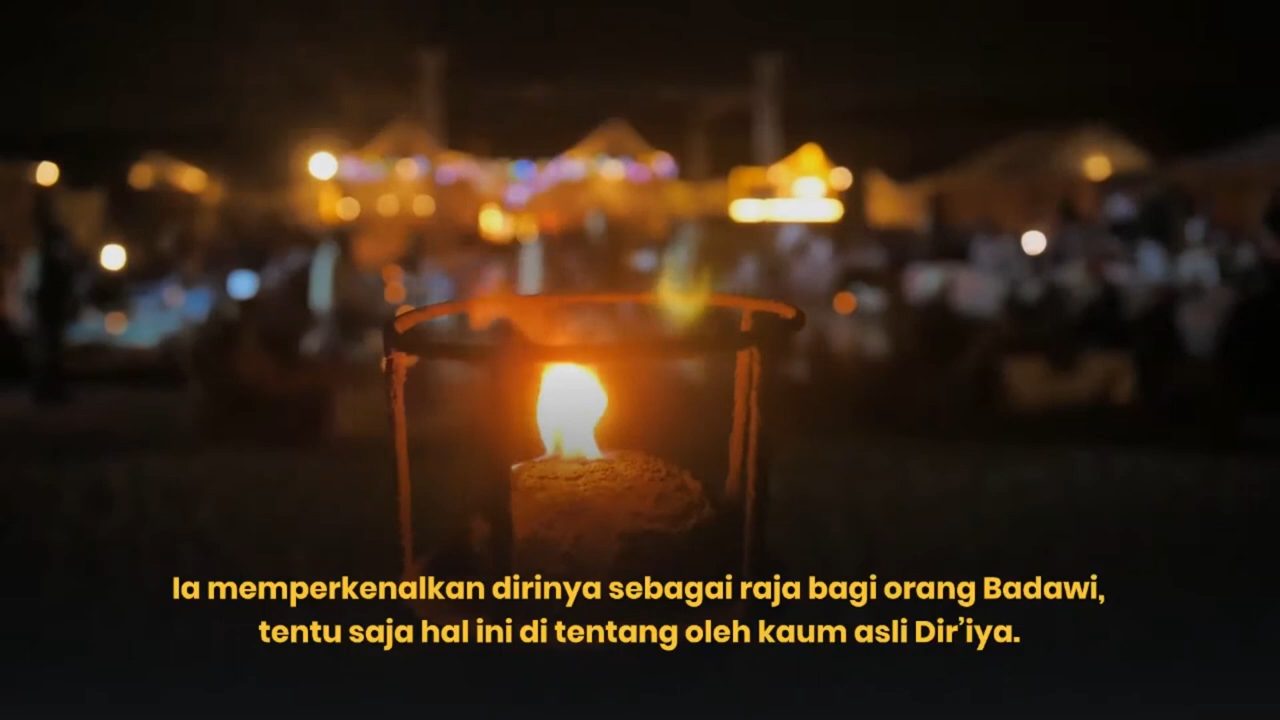 Ia memperkenalkan dirinya sebagai raja bagi orang Badawi,
tentu saja hal ini di tentang oleh kaum asli Dir’iya.